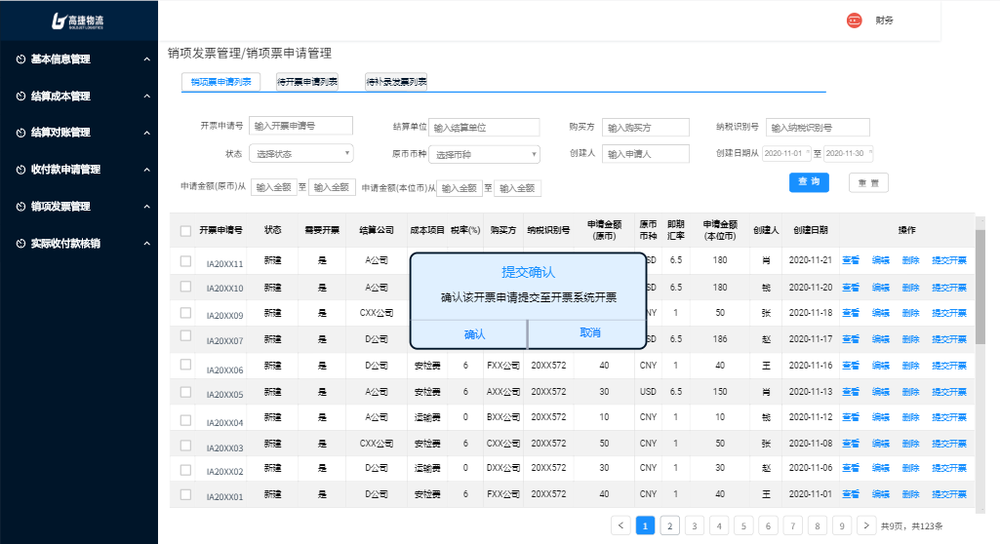 高捷物流
GOLDJET LOGISTICS
财务
基本信息管理
结算成本管理
结算对账管理
收付款申请管理
销项发票管理
实际收付款核销
销项发票管理/销项票申请管理
销项票申请列表 待开票申请列表 待补录发票列表
开票申请号 输入开票申请号 结算单位 输入结算单位 购买方 输入购买方 纳税识别号 输入纳税识别号
状态 选择状态 原币币种 选择币种 创建人 输入申请人 创建日期从 2020-11-01 至 2020-11-30
申请金额(原币)从 输入全额 至 输入全额 申请金额(本位币)从 输入全额 至 输入全额 查 询 重 置
开票申请号 状态 需要开票 结算公司 成本项目 税率(%) 购买方 纳税识别号 申请金额(原币) 原币币种 即期汇率 申请金额(本位币) 创建人 创建日期 操作
IA20XX11 新建 是 A公司 SD 6.5 180 肖 2020-11-21 查看 编辑 删除 提交开票
IA20XX10 新建 是 A公司 SD 6.5 180 钱 2020-11-20 查看 编辑 删除 提交开票
IA20XX09 新建 是 CXX公司 NY 1 50 张 2020-11-18 查看 编辑 删除 提交开票
IA20XX07 新建 是 D公司 SD 6.5 186 赵 2020-11-17 查看 编辑 删除 提交开票
提交确认
确认该开票申请提交至开票系统开票
确认 取消
IA20XX06 新建 是 D公司 安检费 6 FXX公司 20XX572 40 CNY 1 40 王 2020-11-16 查看 编辑 删除 提交开票
IA20XX05 新建 是 A公司 安检费 6 AXX公司 20XX572 30 USD 6.5 150 肖 2020-11-13 查看 编辑 删除 提交开票
IA20XX04 新建 是 A公司 运输费 0 BXX公司 20XX572 10 CNY 1 10 钱 2020-11-12 查看 编辑 删除 提交开票
IA20XX03 新建 是 CXX公司 安检费 6 CXX公司 20XX572 50 CNY 1 50 张 2020-11-08 查看 编辑 删除 提交开票
IA20XX02 新建 是 D公司 运输费 0 DXX公司 20XX572 30 CNY 1 30 赵 2020-11-06 查看 编辑 删除 提交开票
IA20XX01 新建 是 D公司 安检费 6 FXX公司 20XX572 40 CNY 1 40 王 2020-11-01 查看 编辑 删除 提交开票
< 1 2 3 4 5 6 7 8 9 > 共9页，共123条